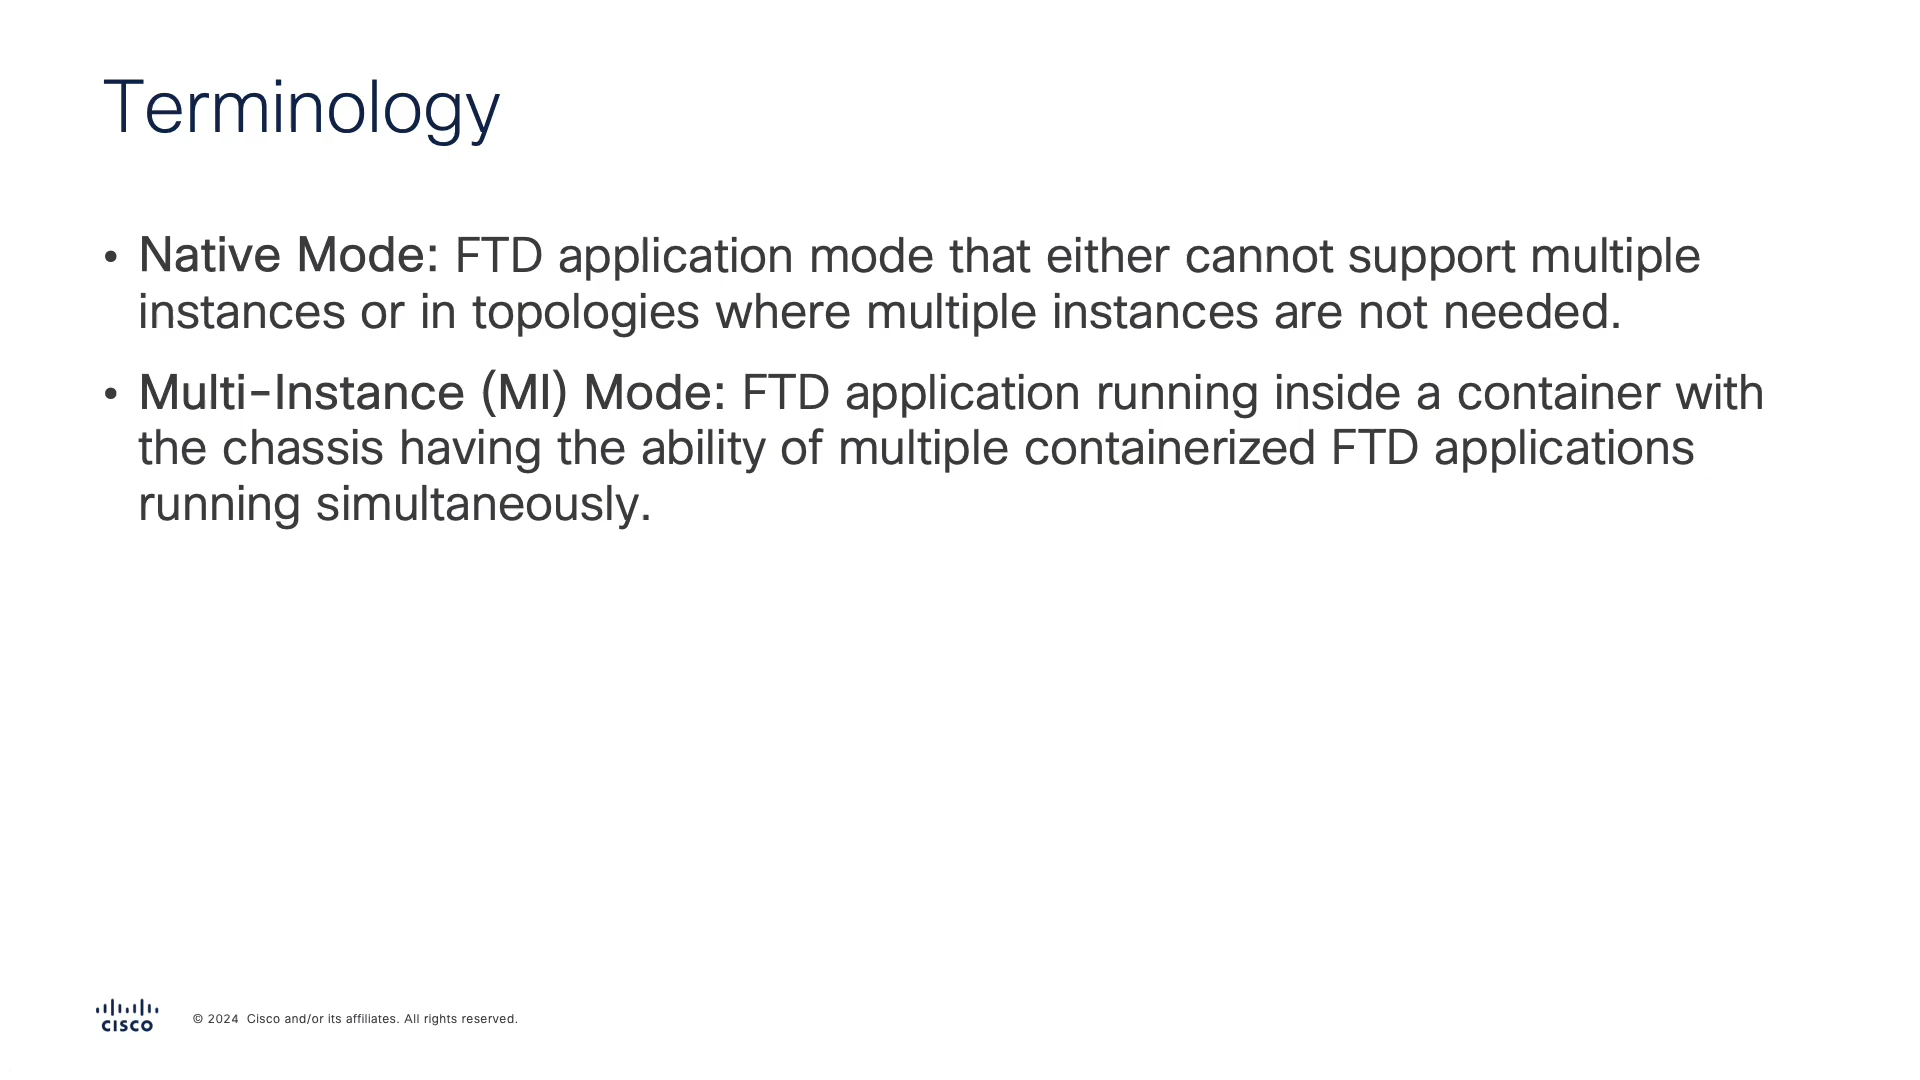 Terminology
• Native Mode: FTD application mode that either cannot support multiple
instances or in topologies where multiple instances are not needed.
• Multi-Instance (MI) Mode: FTD application running inside a container with
the chassis having the ability of multiple containerized FTD applications
running simultaneously.
CISCO
© 2024 Cisco and/or its affiliates. All rights reserved.